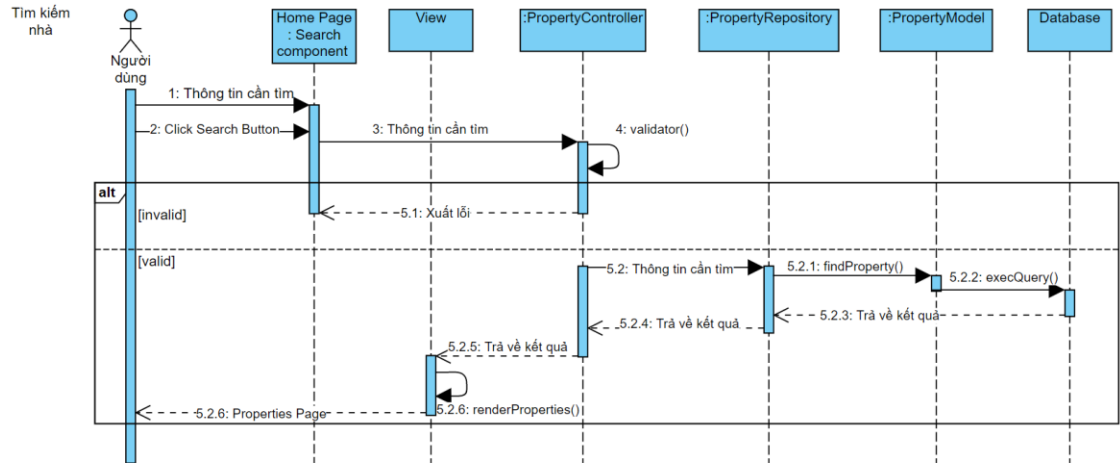 Tìm kiếm
nhà
Người
dùng
Home Page
: Search
component
View
:PropertyController
:PropertyRepository
:PropertyModel
Database
1: Thông tin cần tìm
2: Click Search Button
3: Thông tin cần tìm
4: validator()
alt
[invalid]
5.1: Xuất lỗi
[valid]
5.2: Thông tin cần tìm
5.2.1: findProperty()
5.2.2: execQuery()
5.2.3: Trả về kết quả
5.2.4: Trả về kết quả
5.2.5: Trả về kết quả
5.2.6: renderProperties()
5.2.6: Properties Page